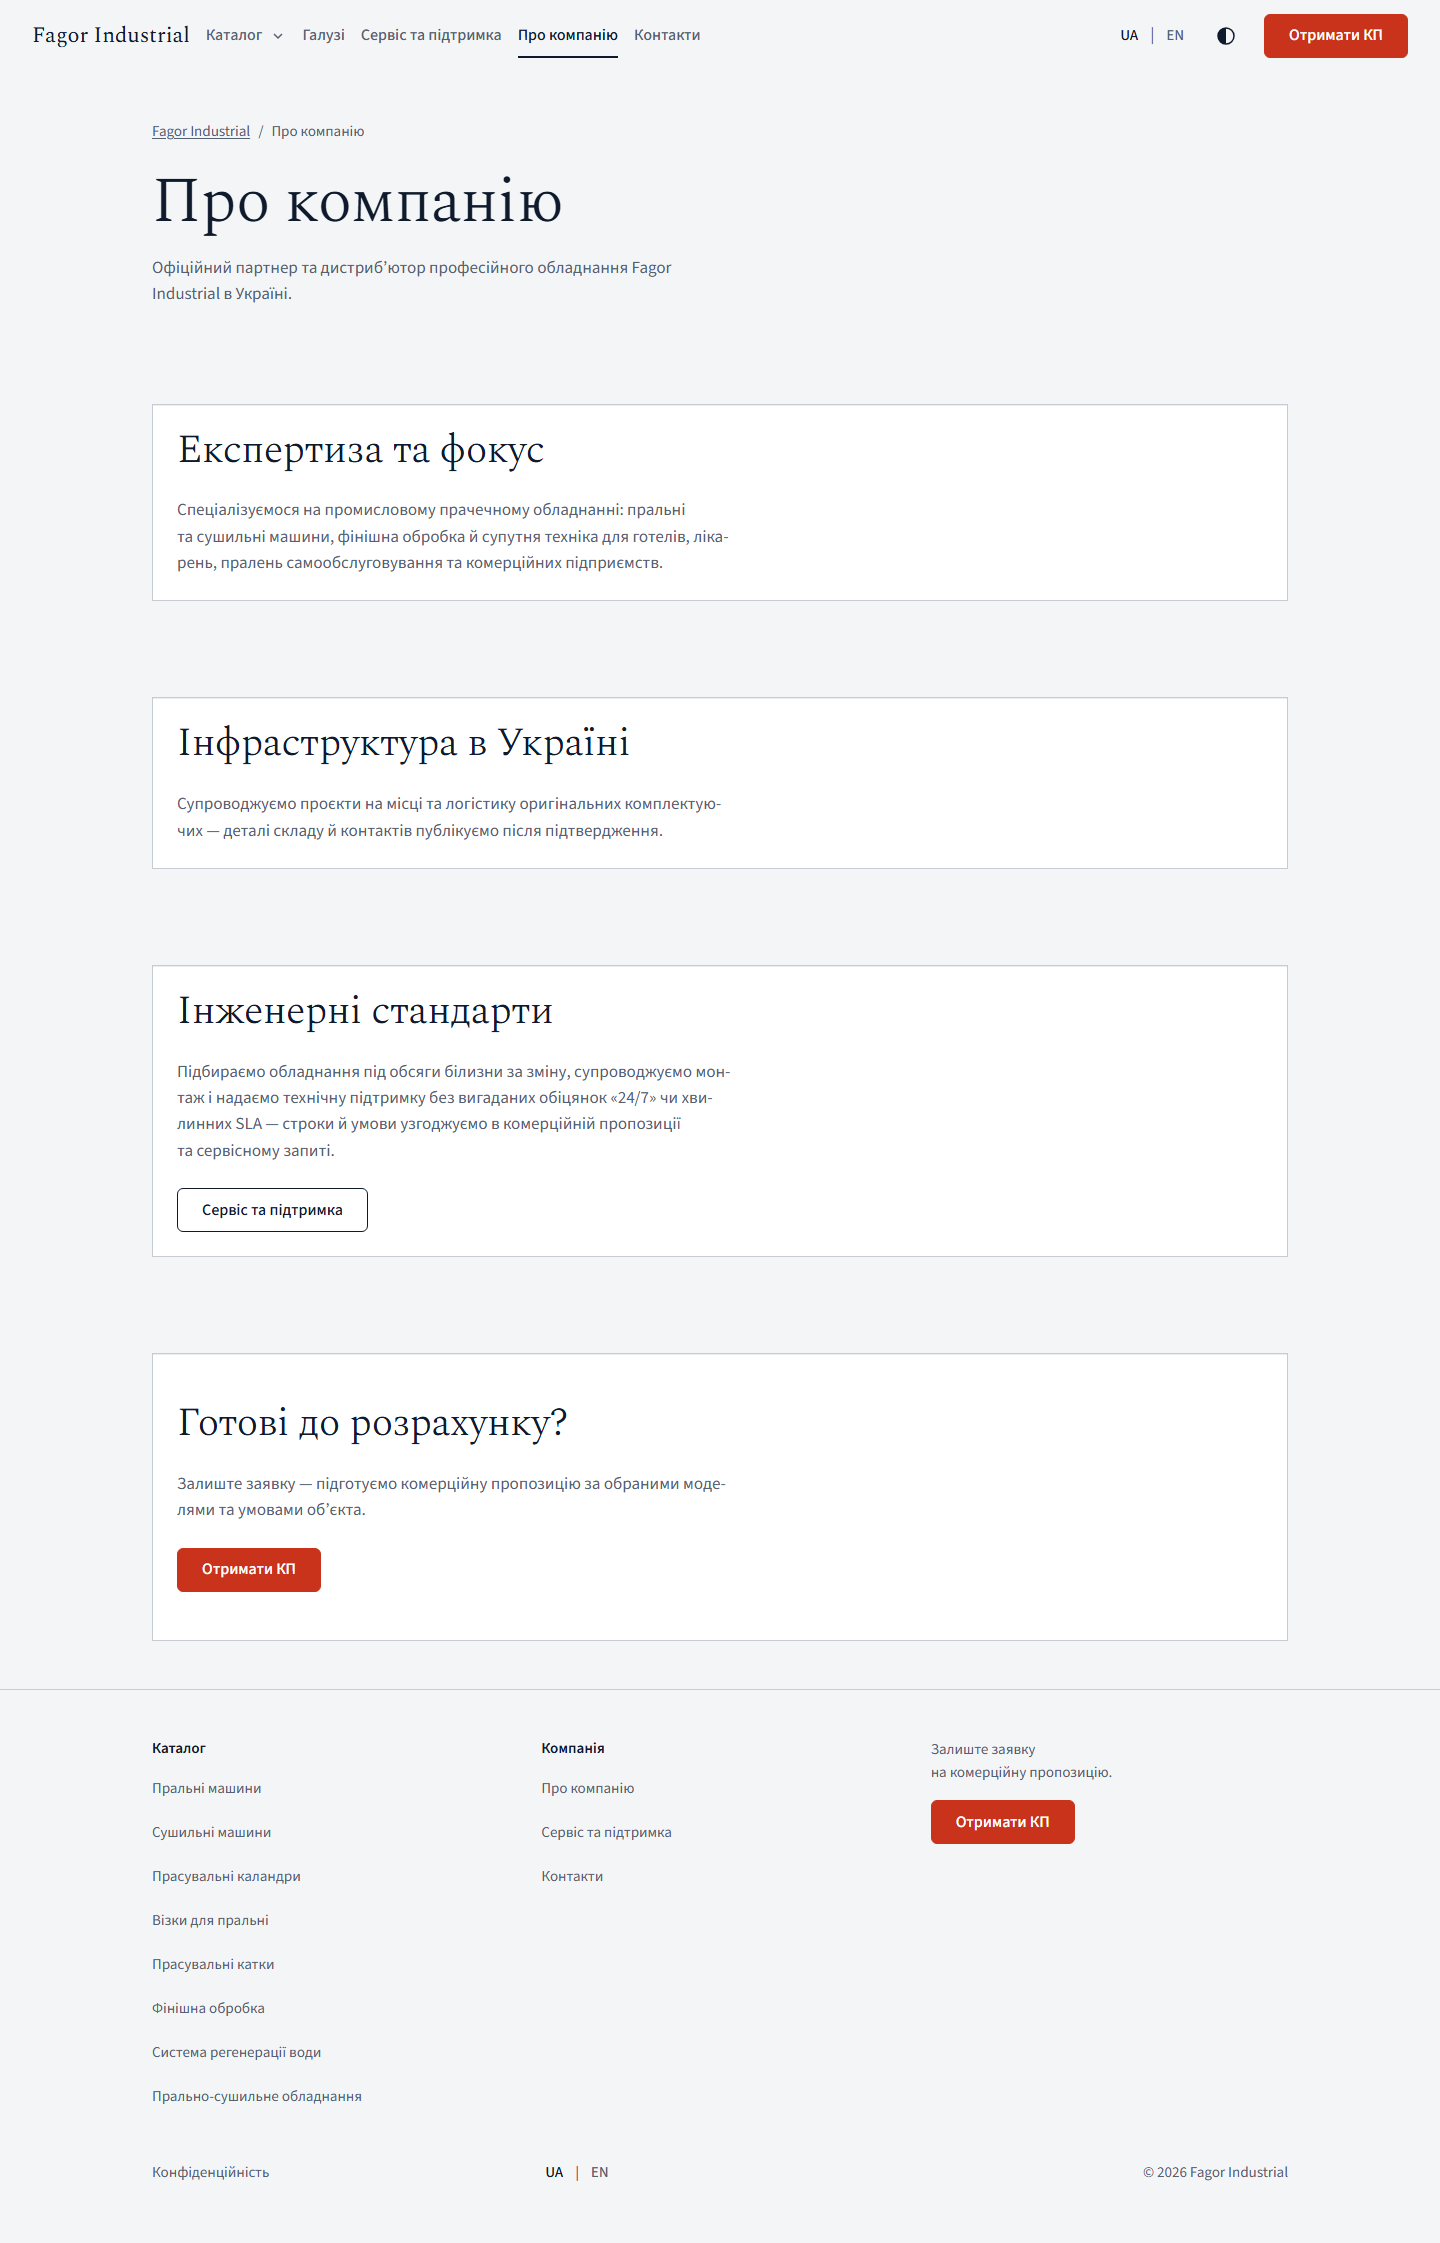 Fagor Industrial Каталог Галузі Сервіс та підтримка Про компанію Контакти UA | EN Отримати КП
Fagor Industrial / Про компанію
Про компанію
Офіційний партнер та дистриб’ютор професійного обладнання Fagor
Industrial в Україні.
Експертиза та фокус
Спеціалізуємося на промисловому прачечному обладнанні: пральні
та сушильні машини, фінішна обробка й супутня техніка для готелів, ліка-
рень, пралень самообслуговування та комерційних підприємств.
Інфраструктура в Україні
Супроводжуємо проєкти на місці та логістику оригінальних комплектую-
чих — деталі складу й контактів публікуємо після підтвердження.
Інженерні стандарти
Підбираємо обладнання під обсяги білизни за зміну, супроводжуємо мон-
таж і надаємо технічну підтримку без вигаданих обіцянок «24/7» чи хви-
линних SLA — строки й умови узгоджуємо в комерційній пропозиції
та сервісному запиті.
Сервіс та підтримка
Готові до розрахунку?
Залиште заявку — підготуємо комерційну пропозицію за обраними моде-
лями та умовами об’єкта.
Отримати КП
Каталог
Пральні машини
Сушильні машини
Прасувальні каландри
Візки для пральні
Прасувальні катки
Фінішна обробка
Система регенерації води
Прально-сушильне обладнання
Компанія
Про компанію
Сервіс та підтримка
Контакти
Залиште заявку
на комерційну пропозицію.
Отримати КП
Конфіденційність UA | EN © 2026 Fagor Industrial